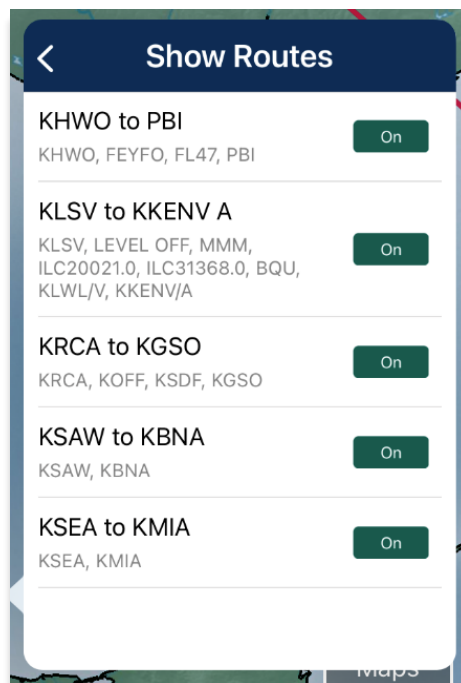 Show Routes
KHWO to PBI
KHWO, FEYFO, FL47, PBI
On
KLSV to KKENV A
KLSV, LEVEL OFF, MMM,
ILC20021.0, ILC31368.0, BQU,
KLWL/V, KKENV/A
On
KRCA to KGSO
KRCA, KOFF, KSDF, KGSO
On
KSAW to KBNA
KSAW, KBNA
On
KSEA to KMIA
KSEA, KMIA
On
Maps